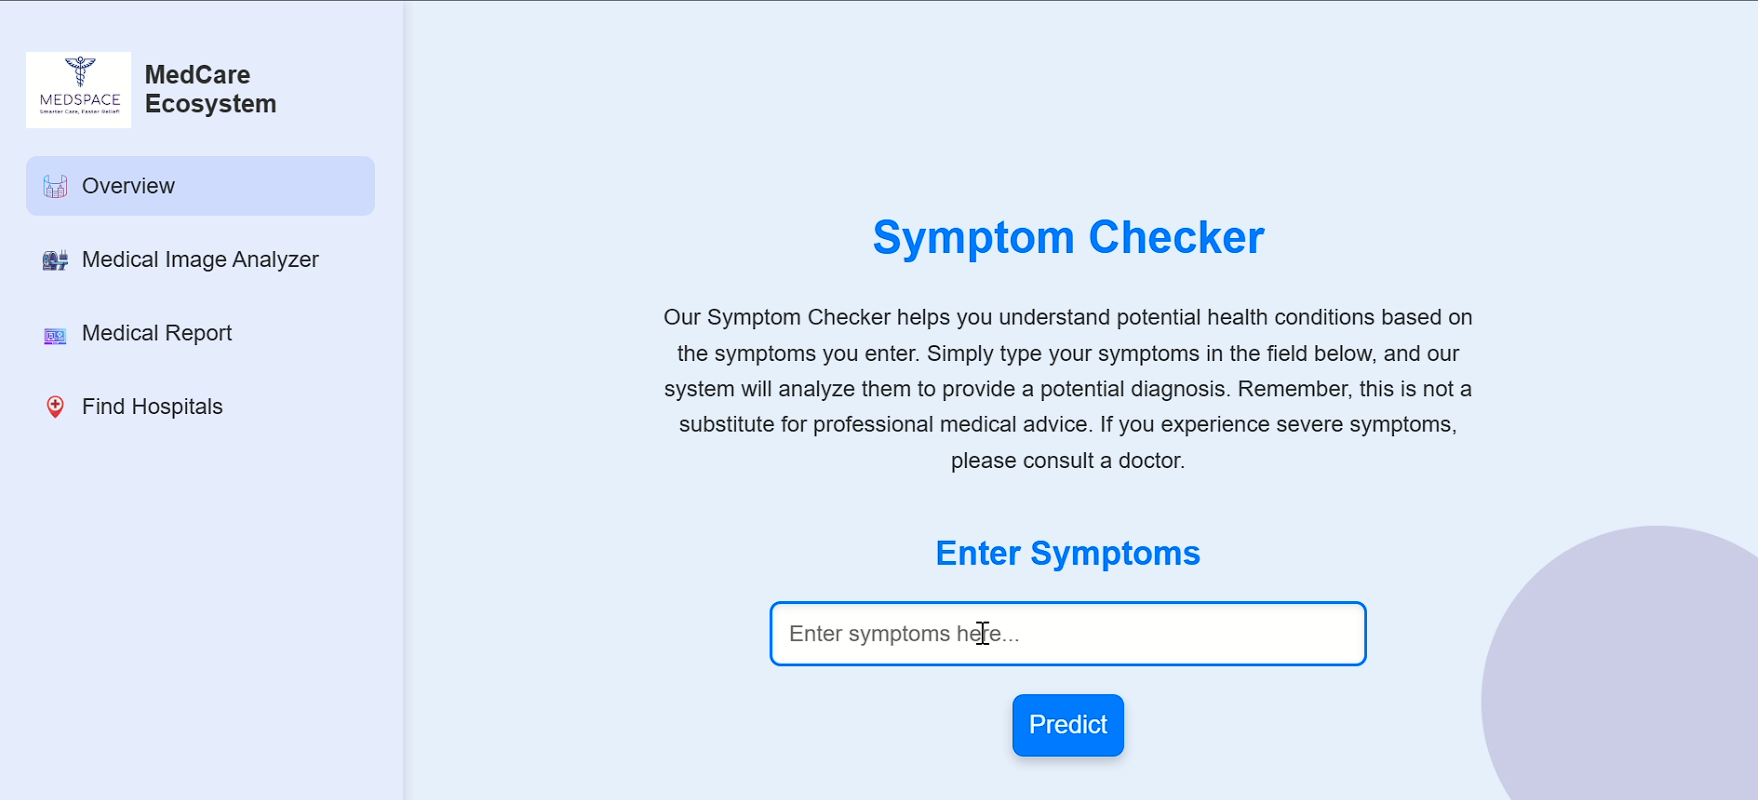 MEDSPACE
Smarter Care, Faster Relief!
MedCare
Ecosystem
Overview
Medical Image Analyzer
Medical Report
Find Hospitals
Symptom Checker
Our Symptom Checker helps you understand potential health conditions based on
the symptoms you enter. Simply type your symptoms in the field below, and our
system will analyze them to provide a potential diagnosis. Remember, this is not a
substitute for professional medical advice. If you experience severe symptoms,
please consult a doctor.
Enter Symptoms
Enter symptoms here...
Predict